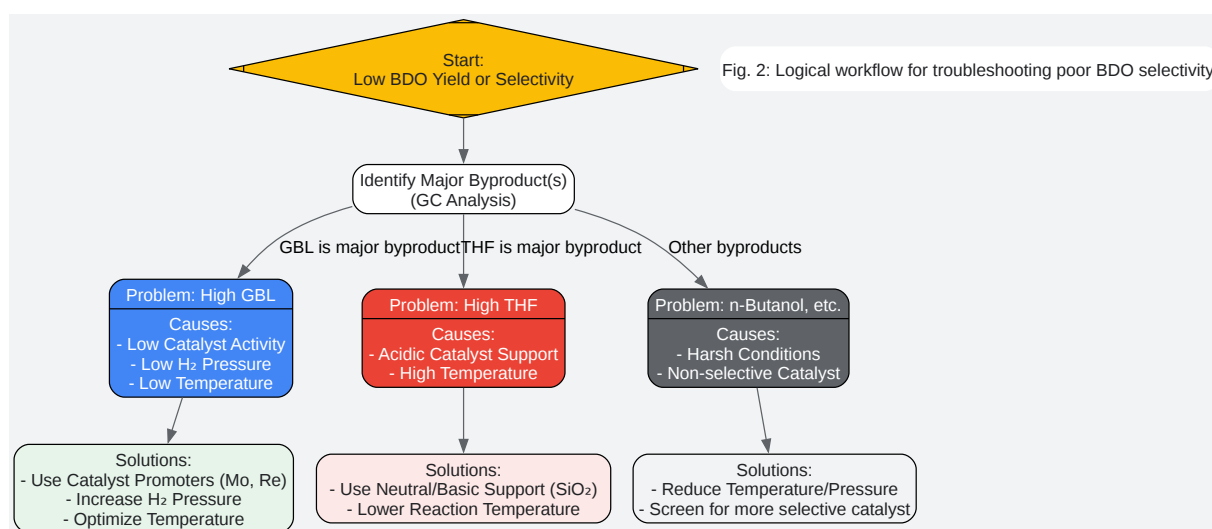 Start:
Low BDO Yield or Selectivity
Fig. 2: Logical workflow for troubleshooting poor BDO selectivity
Identify Major Byproduct(s)
(GC Analysis)
GBL is major byproduct
THF is major byproduct
Other byproducts
Problem: High GBL
Causes:
- Low Catalyst Activity
- Low H₂ Pressure
- Low Temperature
Problem: High THF
Causes:
- Acidic Catalyst Support
- High Temperature
Problem: n-Butanol, etc.
Causes:
- Harsh Conditions
- Non-selective Catalyst
Solutions:
- Use Catalyst Promoters (Mo, Re)
- Increase H₂ Pressure
- Optimize Temperature
Solutions:
- Use Neutral/Basic Support (SiO₂)
- Lower Reaction Temperature
Solutions:
- Reduce Temperature/Pressure
- Screen for more selective catalyst